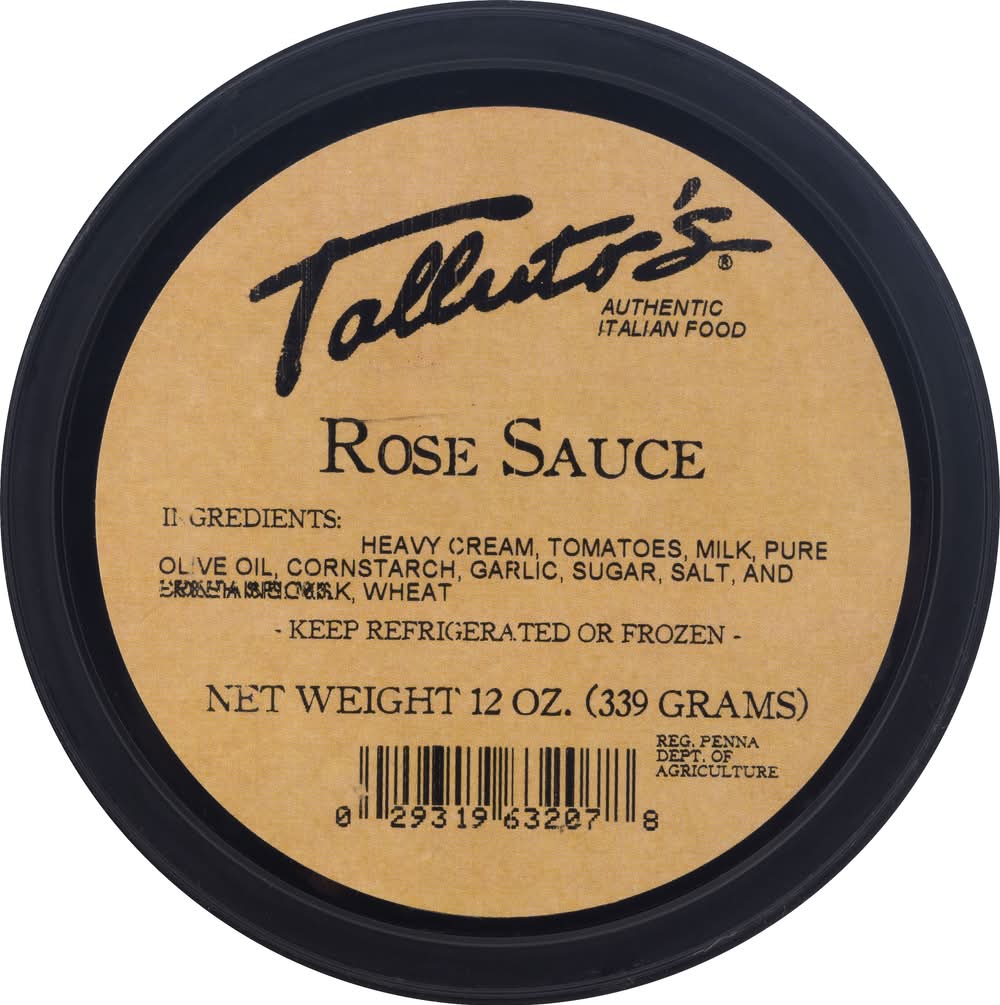 Talluto's®
AUTHENTIC
ITALIAN FOOD
ROSE SAUCE
INGREDIENTS:
HEAVY CREAM, TOMATOES, MILK, PURE
OLIVE OIL, CORNSTARCH, GARLIC, SUGAR, SALT, AND
WHEAT
- KEEP REFRIGERATED OR FROZEN -
NET WEIGHT 12 OZ. (339 GRAMS)
REG. PENNA
DEPT. OF
AGRICULTURE
0 29319 63207 8